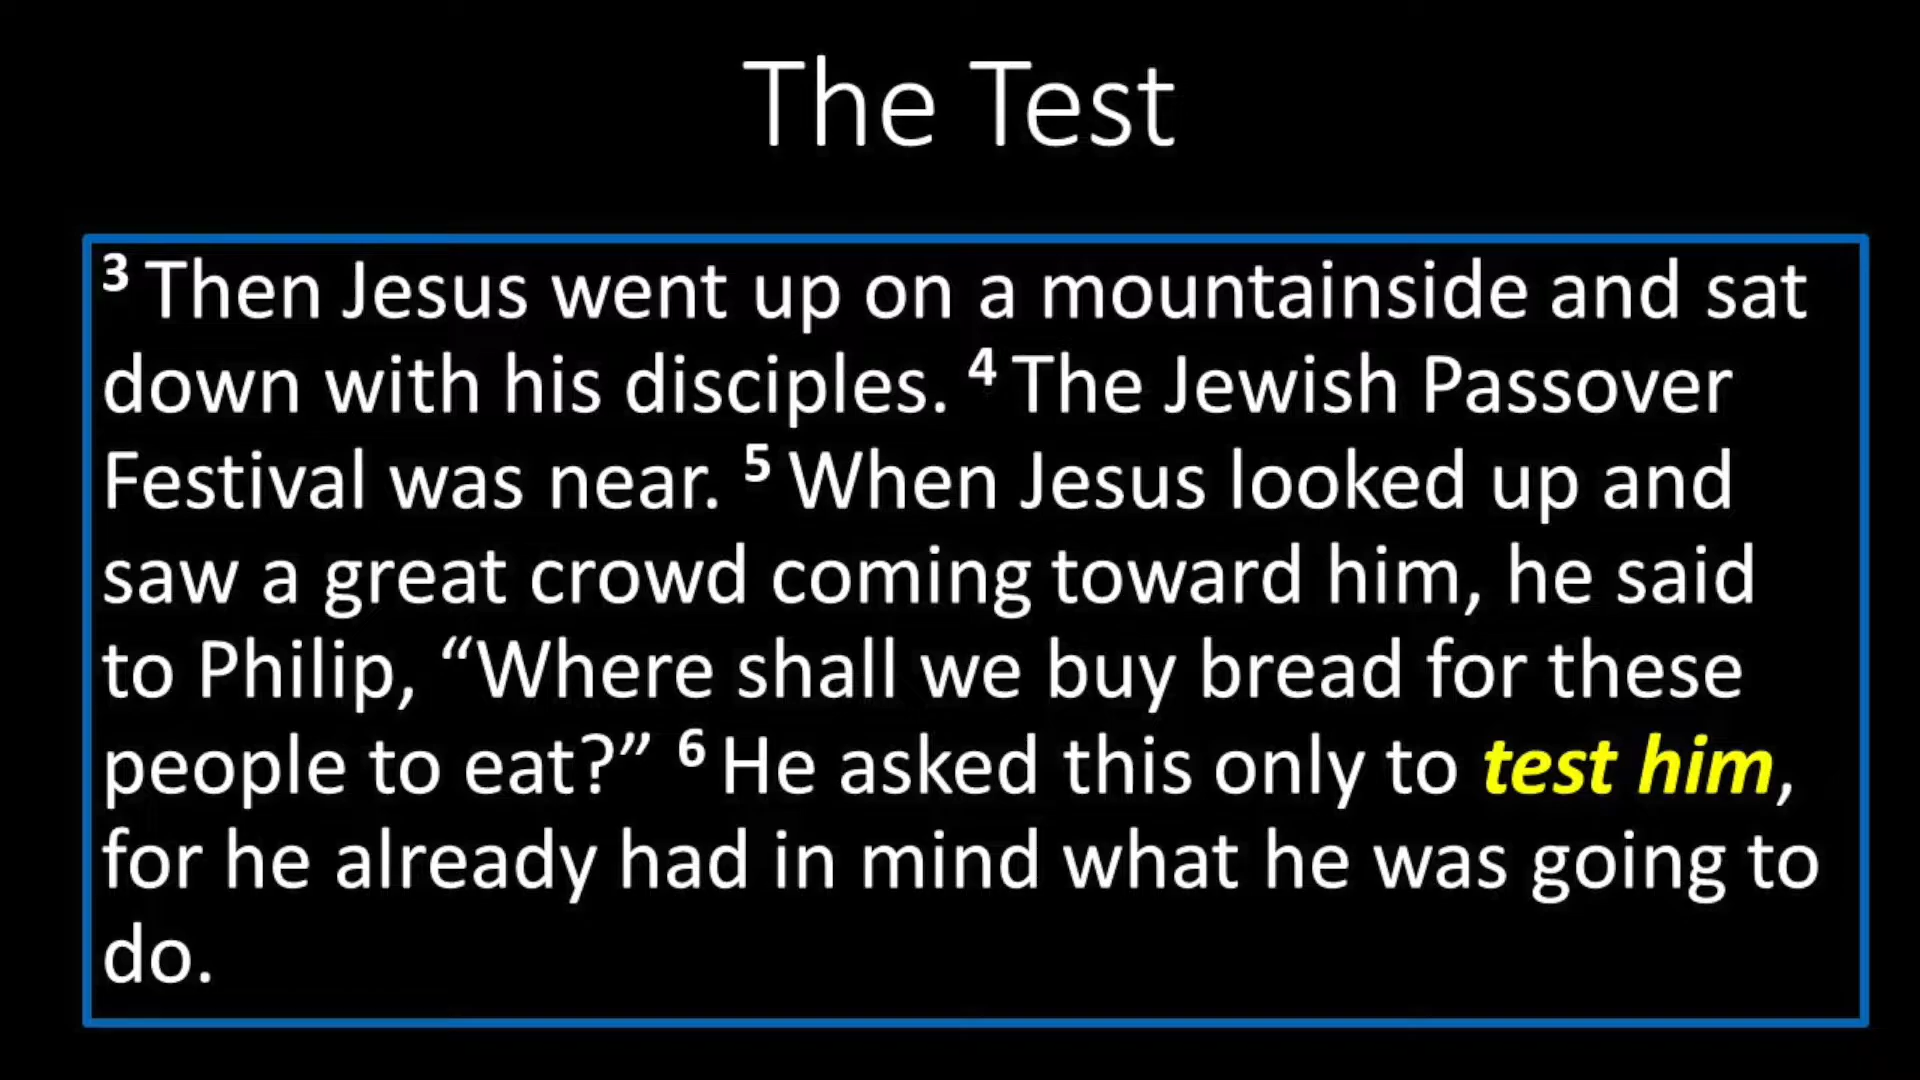 The Test
3 Then Jesus went up on a mountainside and sat
down with his disciples. 4 The Jewish Passover
Festival was near. 5 When Jesus looked up and
saw a great crowd coming toward him, he said
to Philip, “Where shall we buy bread for these
people to eat?” 6 He asked this only to test him,
for he already had in mind what he was going to
do.